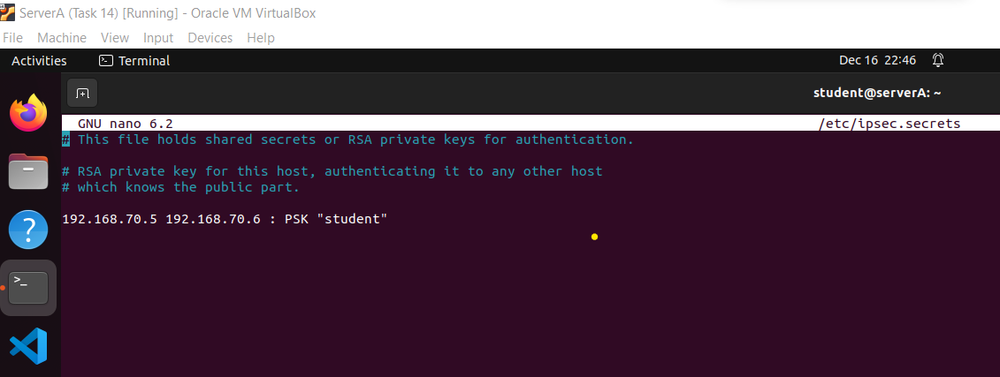 ServerA (Task 14) [Running] - Oracle VM VirtualBox
File Machine View Input Devices Help
Activities Terminal Dec 16 22:46
student@serverA: ~
GNU nano 6.2 /etc/ipsec.secrets
# This file holds shared secrets or RSA private keys for authentication.
# RSA private key for this host, authenticating it to any other host
# which knows the public part.
192.168.70.5 192.168.70.6 : PSK "student"